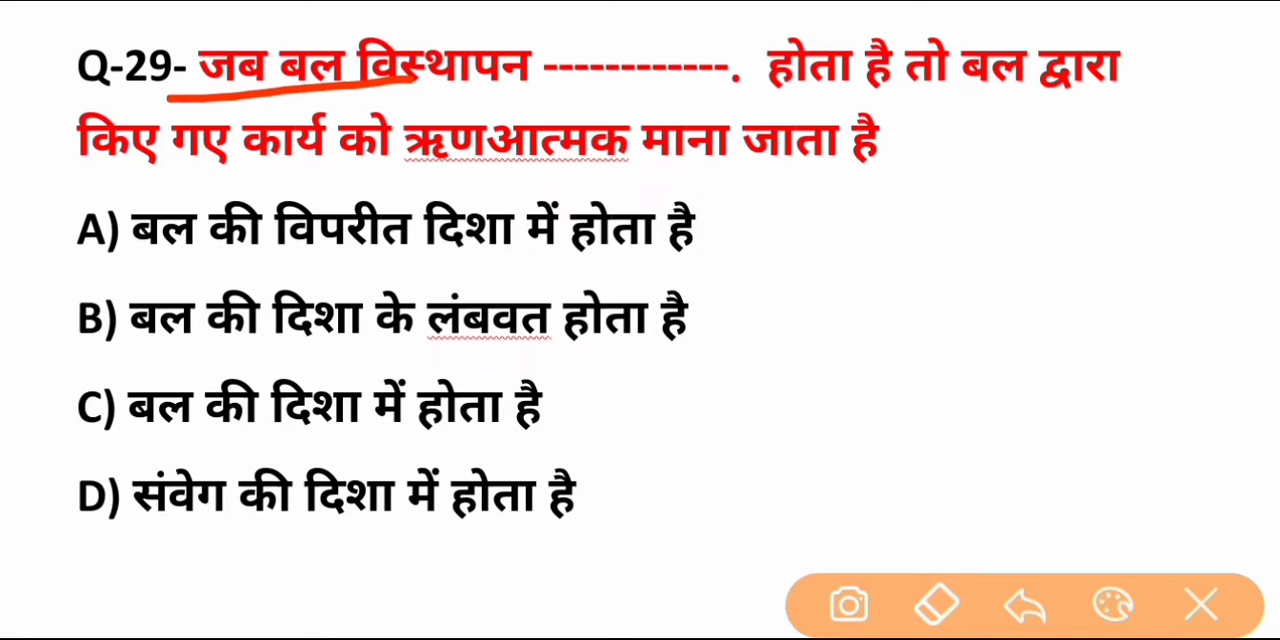 Q-29- जब बल विस्थापन ------------. होता है तो बल द्वारा
किए गए कार्य को ऋणआत्मक माना जाता है
A) बल की विपरीत दिशा में होता है
B) बल की दिशा के लंबवत होता है
C) बल की दिशा में होता है
D) संवेग की दिशा में होता है